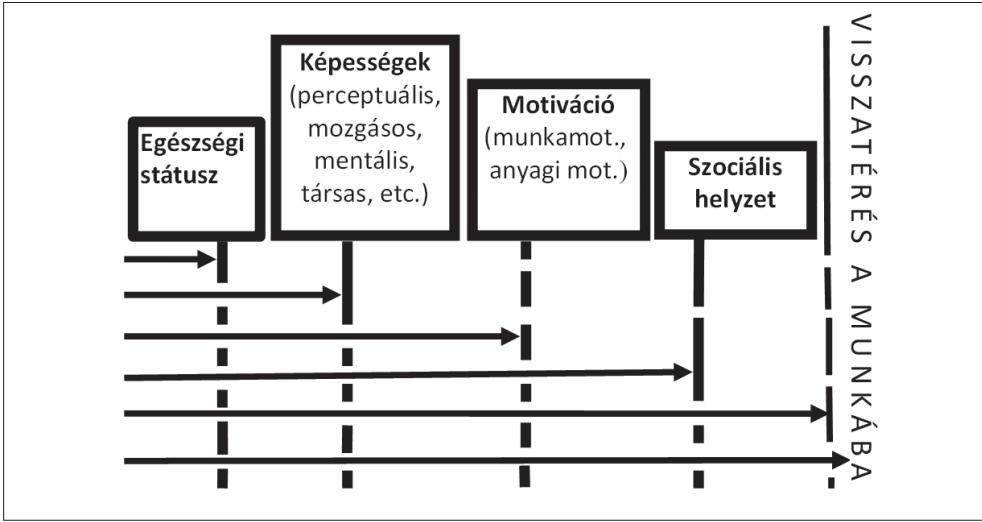 Egészségi
státusz
Képességek
(perceptuális,
mozgásos,
mentális,
társas, etc.)
Motiváció
(munkamot.,
anyagi mot.)
Szociális
helyzet
VISSZATÉRÉS A MUNKÁBA